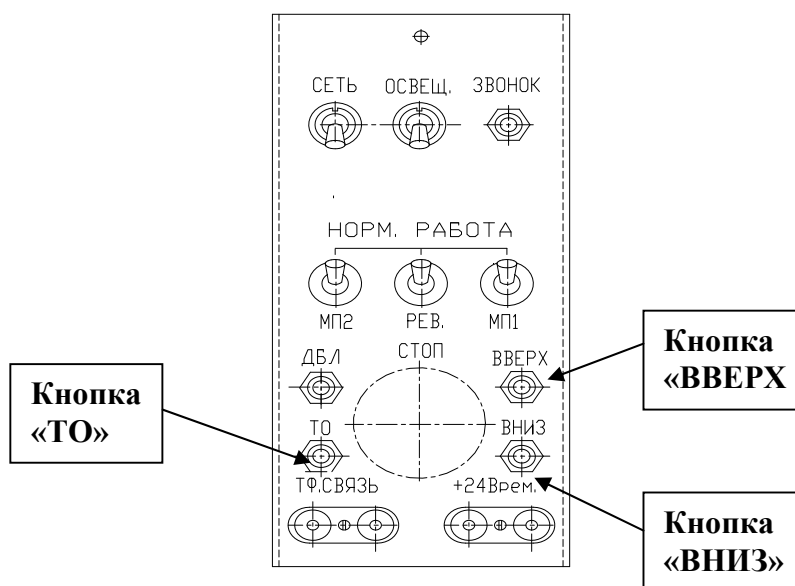 СЕТЬ ОСВЕЩ. ЗВОНОК
НОРМ. РАБОТА
МП2 РЕВ. МП1
ДБЛ СТОП ВВЕРХ
ТО ВНИЗ
ТФ.СВЯЗЬ +24Врем.
Кнопка
«ТО»
Кнопка
«ВВЕРХ
Кнопка
«ВНИЗ»